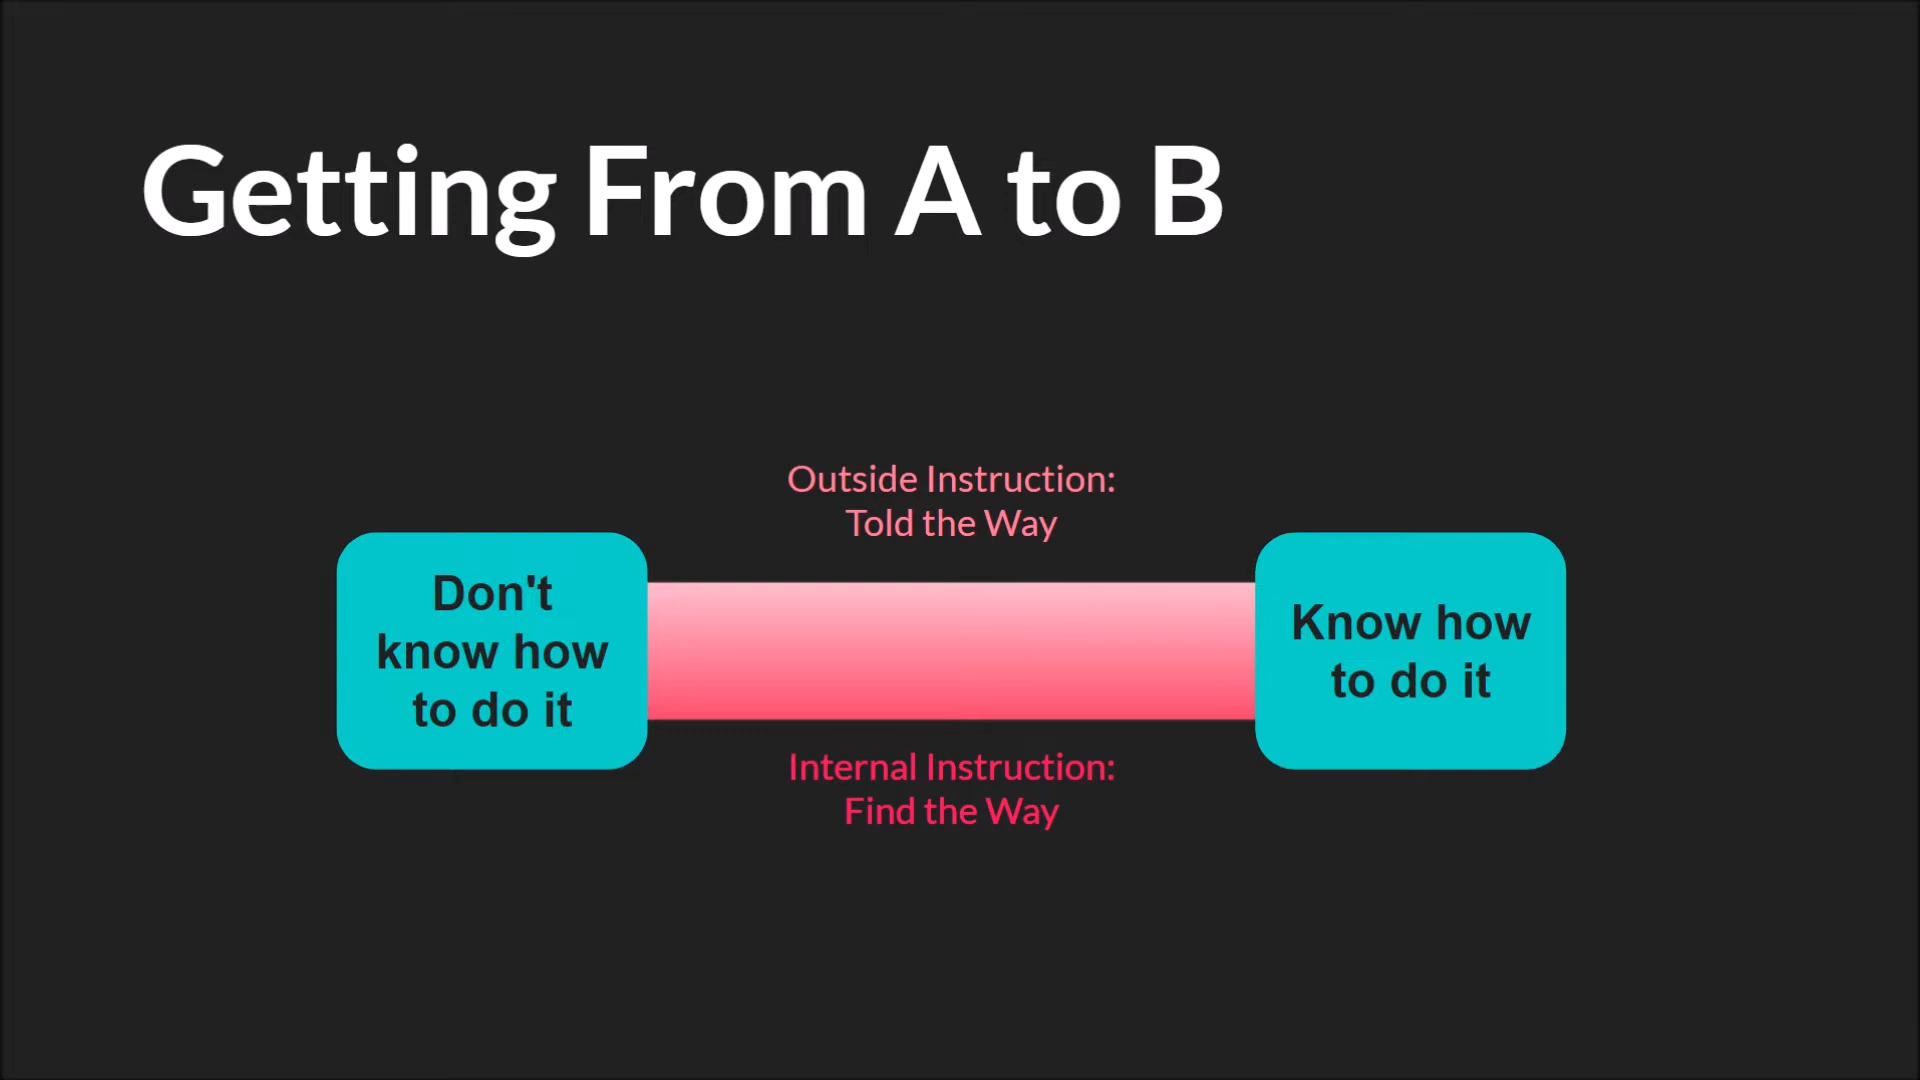 Getting From A to B
Outside Instruction:
Told the Way
Don't
know how
to do it
Know how
to do it
Internal Instruction:
Find the Way